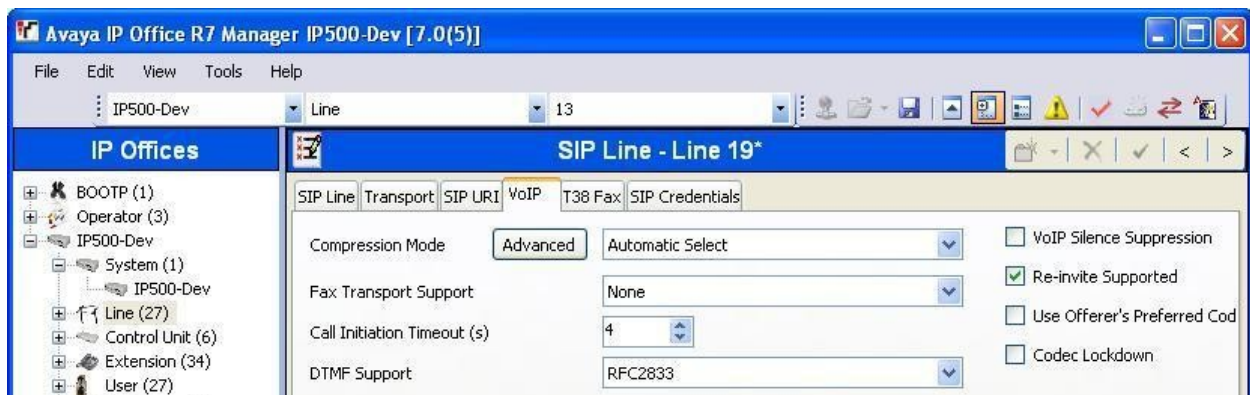 Avaya IP Office R7 Manager IP500-Dev [7.0(5)]
File Edit View Tools Help
IP500-Dev Line 13
IP Offices
SIP Line - Line 19*
BOOTP (1)
Operator (3)
IP500-Dev
System (1)
IP500-Dev
Line (27)
Control Unit (6)
Extension (34)
User (27)
SIP Line Transport SIP URI VoIP T38 Fax SIP Credentials
Compression Mode Advanced Automatic Select
Fax Transport Support None
Call Initiation Timeout (s) 4
DTMF Support RFC2833
VoIP Silence Suppression
Re-invite Supported
Use Offerer's Preferred Cod
Codec Lockdown